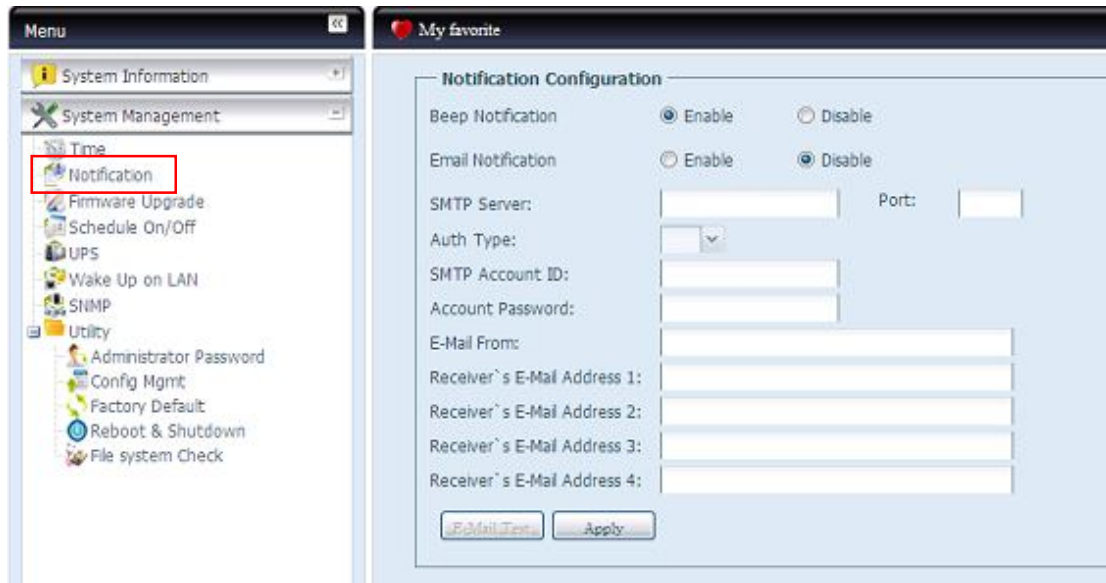 Menu
My favorite
System Information
System Management
Time
Notification
Firmware Upgrade
Schedule On/Off
UPS
Wake Up on LAN
SNMP
Utility
Administrator Password
Config Mgmt
Factory Default
Reboot & Shutdown
File system Check
Notification Configuration
Beep Notification Enable Disable
Email Notification Enable Disable
SMTP Server: Port:
Auth Type:
SMTP Account ID:
Account Password:
E-Mail From:
Receiver`s E-Mail Address 1:
Receiver`s E-Mail Address 2:
Receiver`s E-Mail Address 3:
Receiver`s E-Mail Address 4:
E-Mail Test Apply